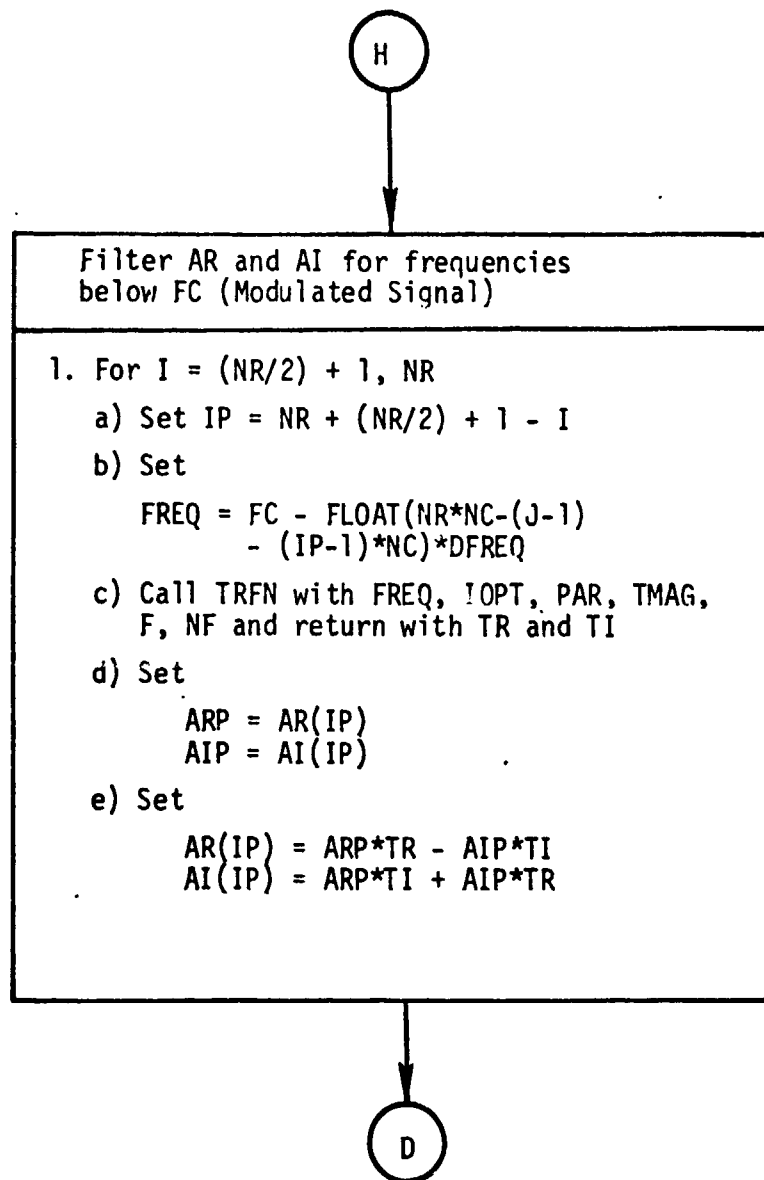 H
Filter AR and AI for frequencies
below FC (Modulated Signal)
1. For I = (NR/2) + 1, NR
a) Set IP = NR + (NR/2) + 1 - I
b) Set
FREQ = FC - FLOAT(NR*NC-(J-1)
- (IP-1)*NC)*DFREQ
c) Call TRFN with FREQ, IOPT, PAR, TMAG,
F, NF and return with TR and TI
d) Set
ARP = AR(IP)
AIP = AI(IP)
e) Set
AR(IP) = ARP*TR - AIP*TI
AI(IP) = ARP*TI + AIP*TR
D